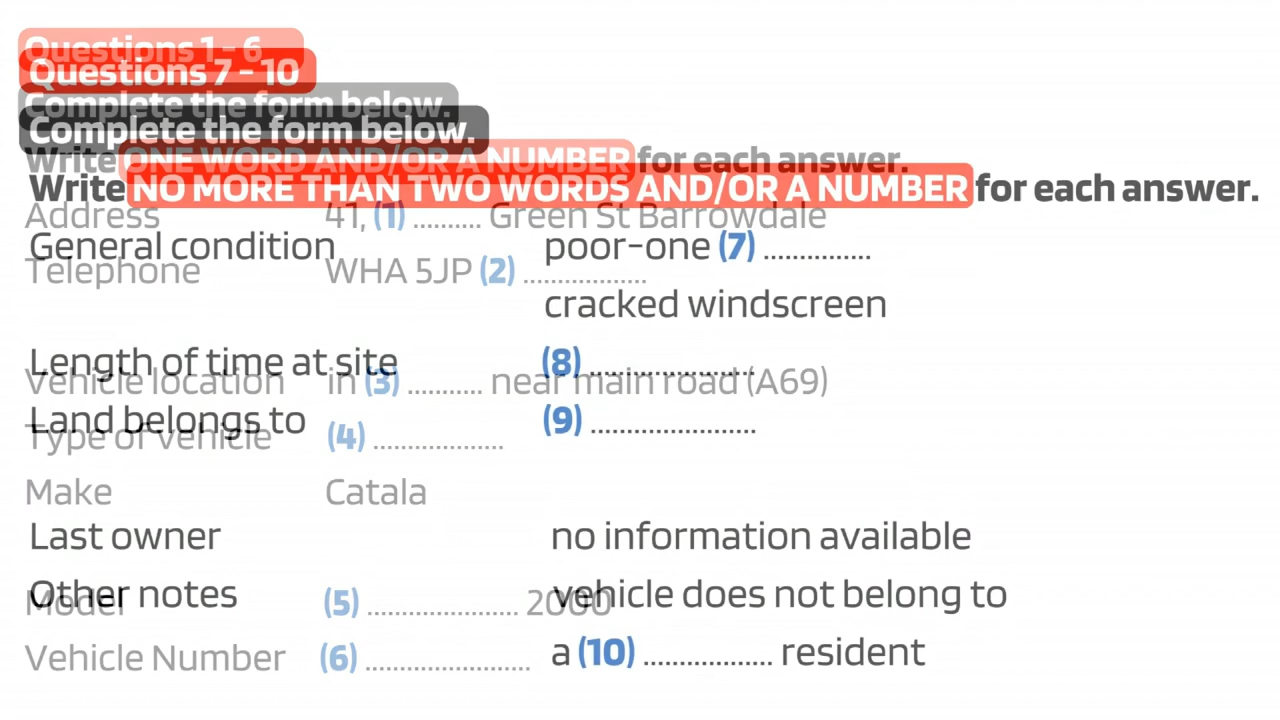 Questions 1 - 6
Questions 7 - 10
Complete the form below.
Complete the form below.
Write ONE WORD AND/OR A NUMBER for each answer.
Write NO MORE THAN TWO WORDS AND/OR A NUMBER for each answer.
Address 41, (1) .......... Green St Barrowdale
General condition poor-one (7) ...............
Telephone WHA 5JP (2) .................
cracked windscreen
Length of time at site (8) ......................
Vehicle location in (3) ........... near main road (A69)
Land belongs to (9) ......................
Type of vehicle (4) ..................
Make Catala
Last owner no information available
Other notes vehicle does not belong to
Model (5) ..................... 2000
a (10) ................. resident
Vehicle Number (6) ......................